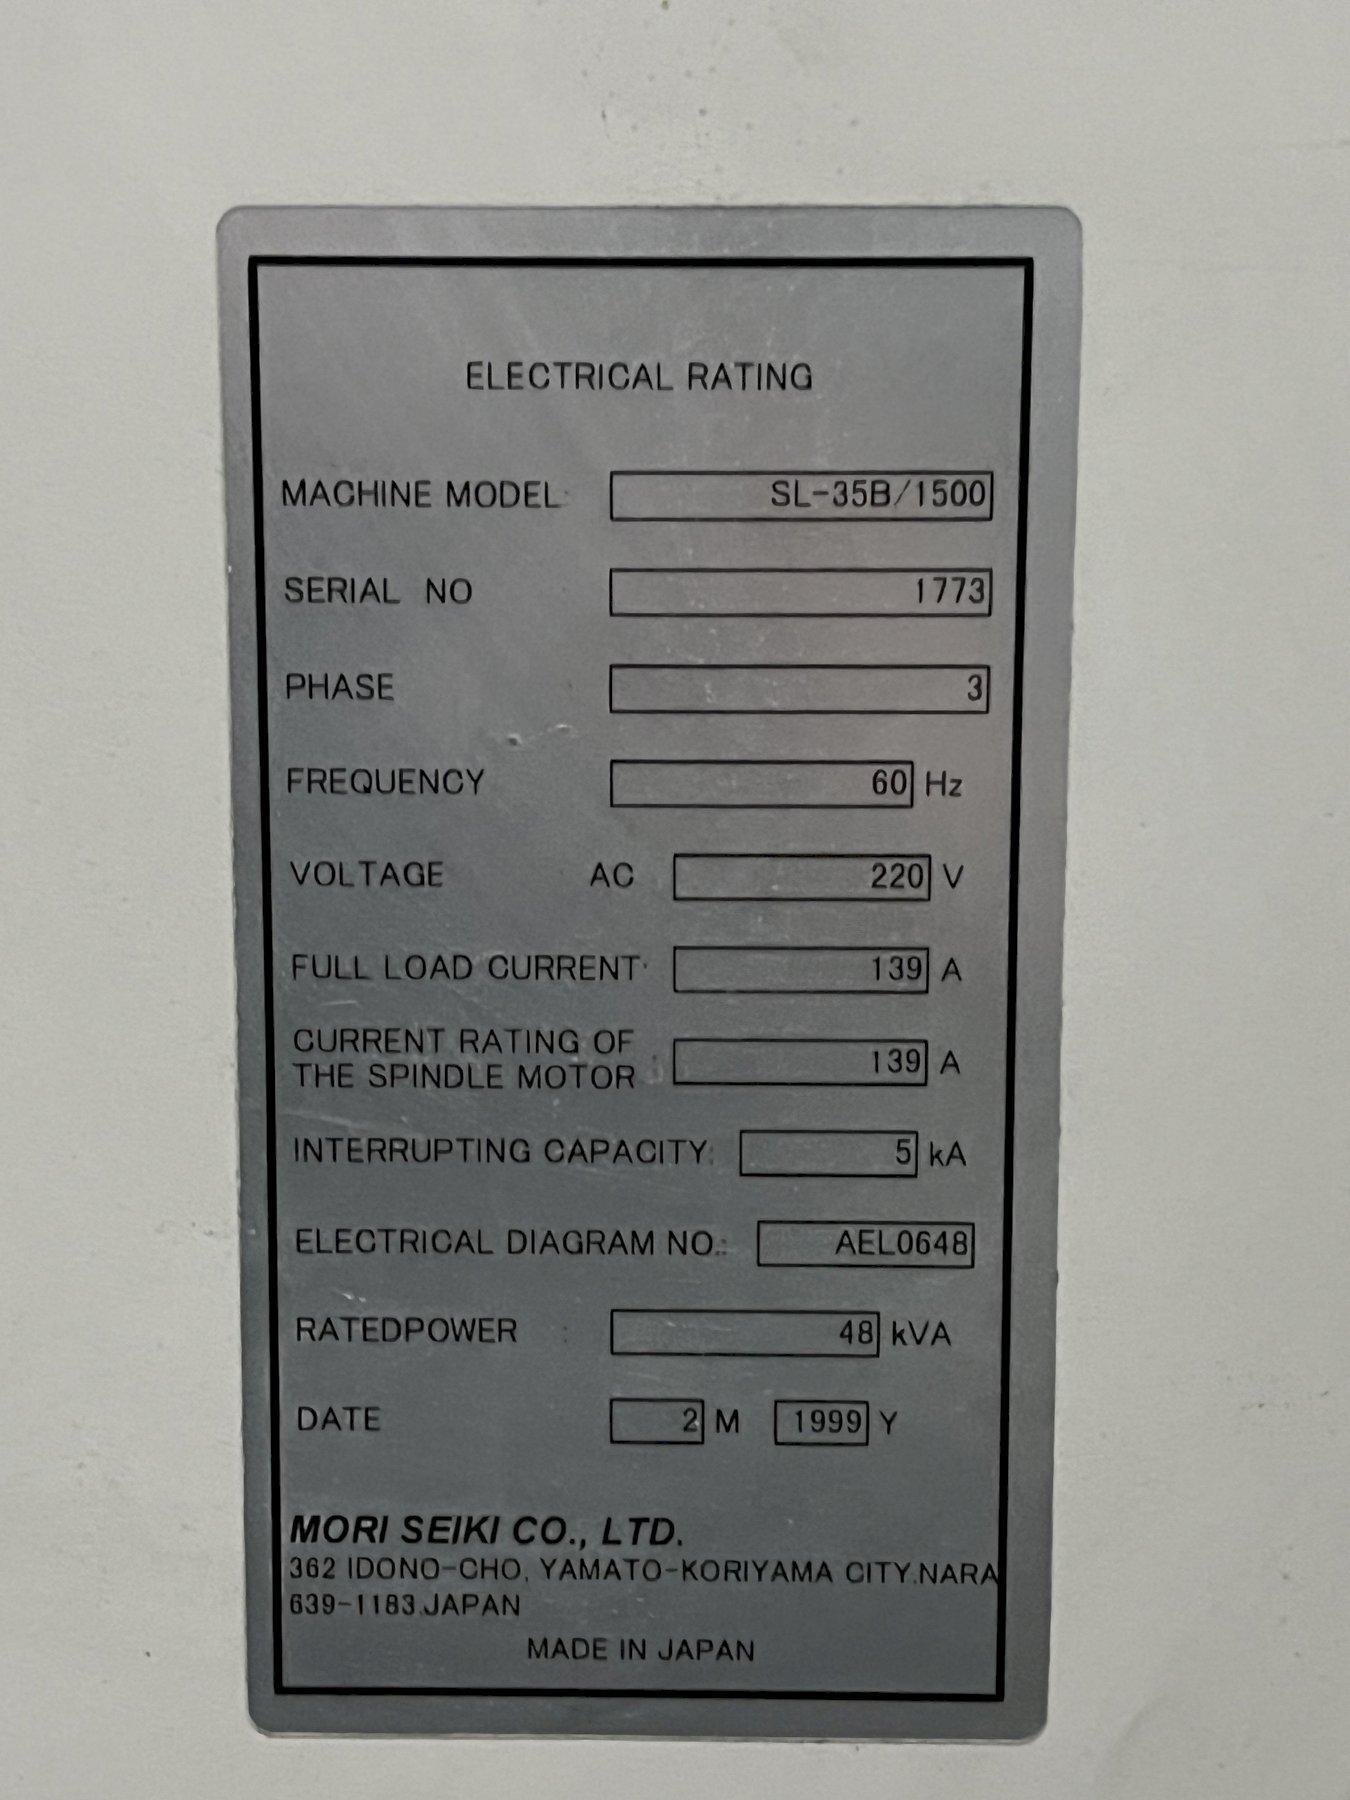 ELECTRICAL RATING
MACHINE MODEL: SL-35B/1500
SERIAL NO 1773
PHASE 3
FREQUENCY 60 Hz
VOLTAGE AC 220 V
FULL LOAD CURRENT: 139 A
CURRENT RATING OF
THE SPINDLE MOTOR 139 A
INTERRUPTING CAPACITY: 5 kA
ELECTRICAL DIAGRAM NO.: AEL0648
RATEDPOWER : 48 kVA
DATE 2 M 1999 Y
MORI SEIKI CO., LTD.
362 IDONO-CHO, YAMATO-KORIYAMA CITY,NARA
639-1183,JAPAN
MADE IN JAPAN